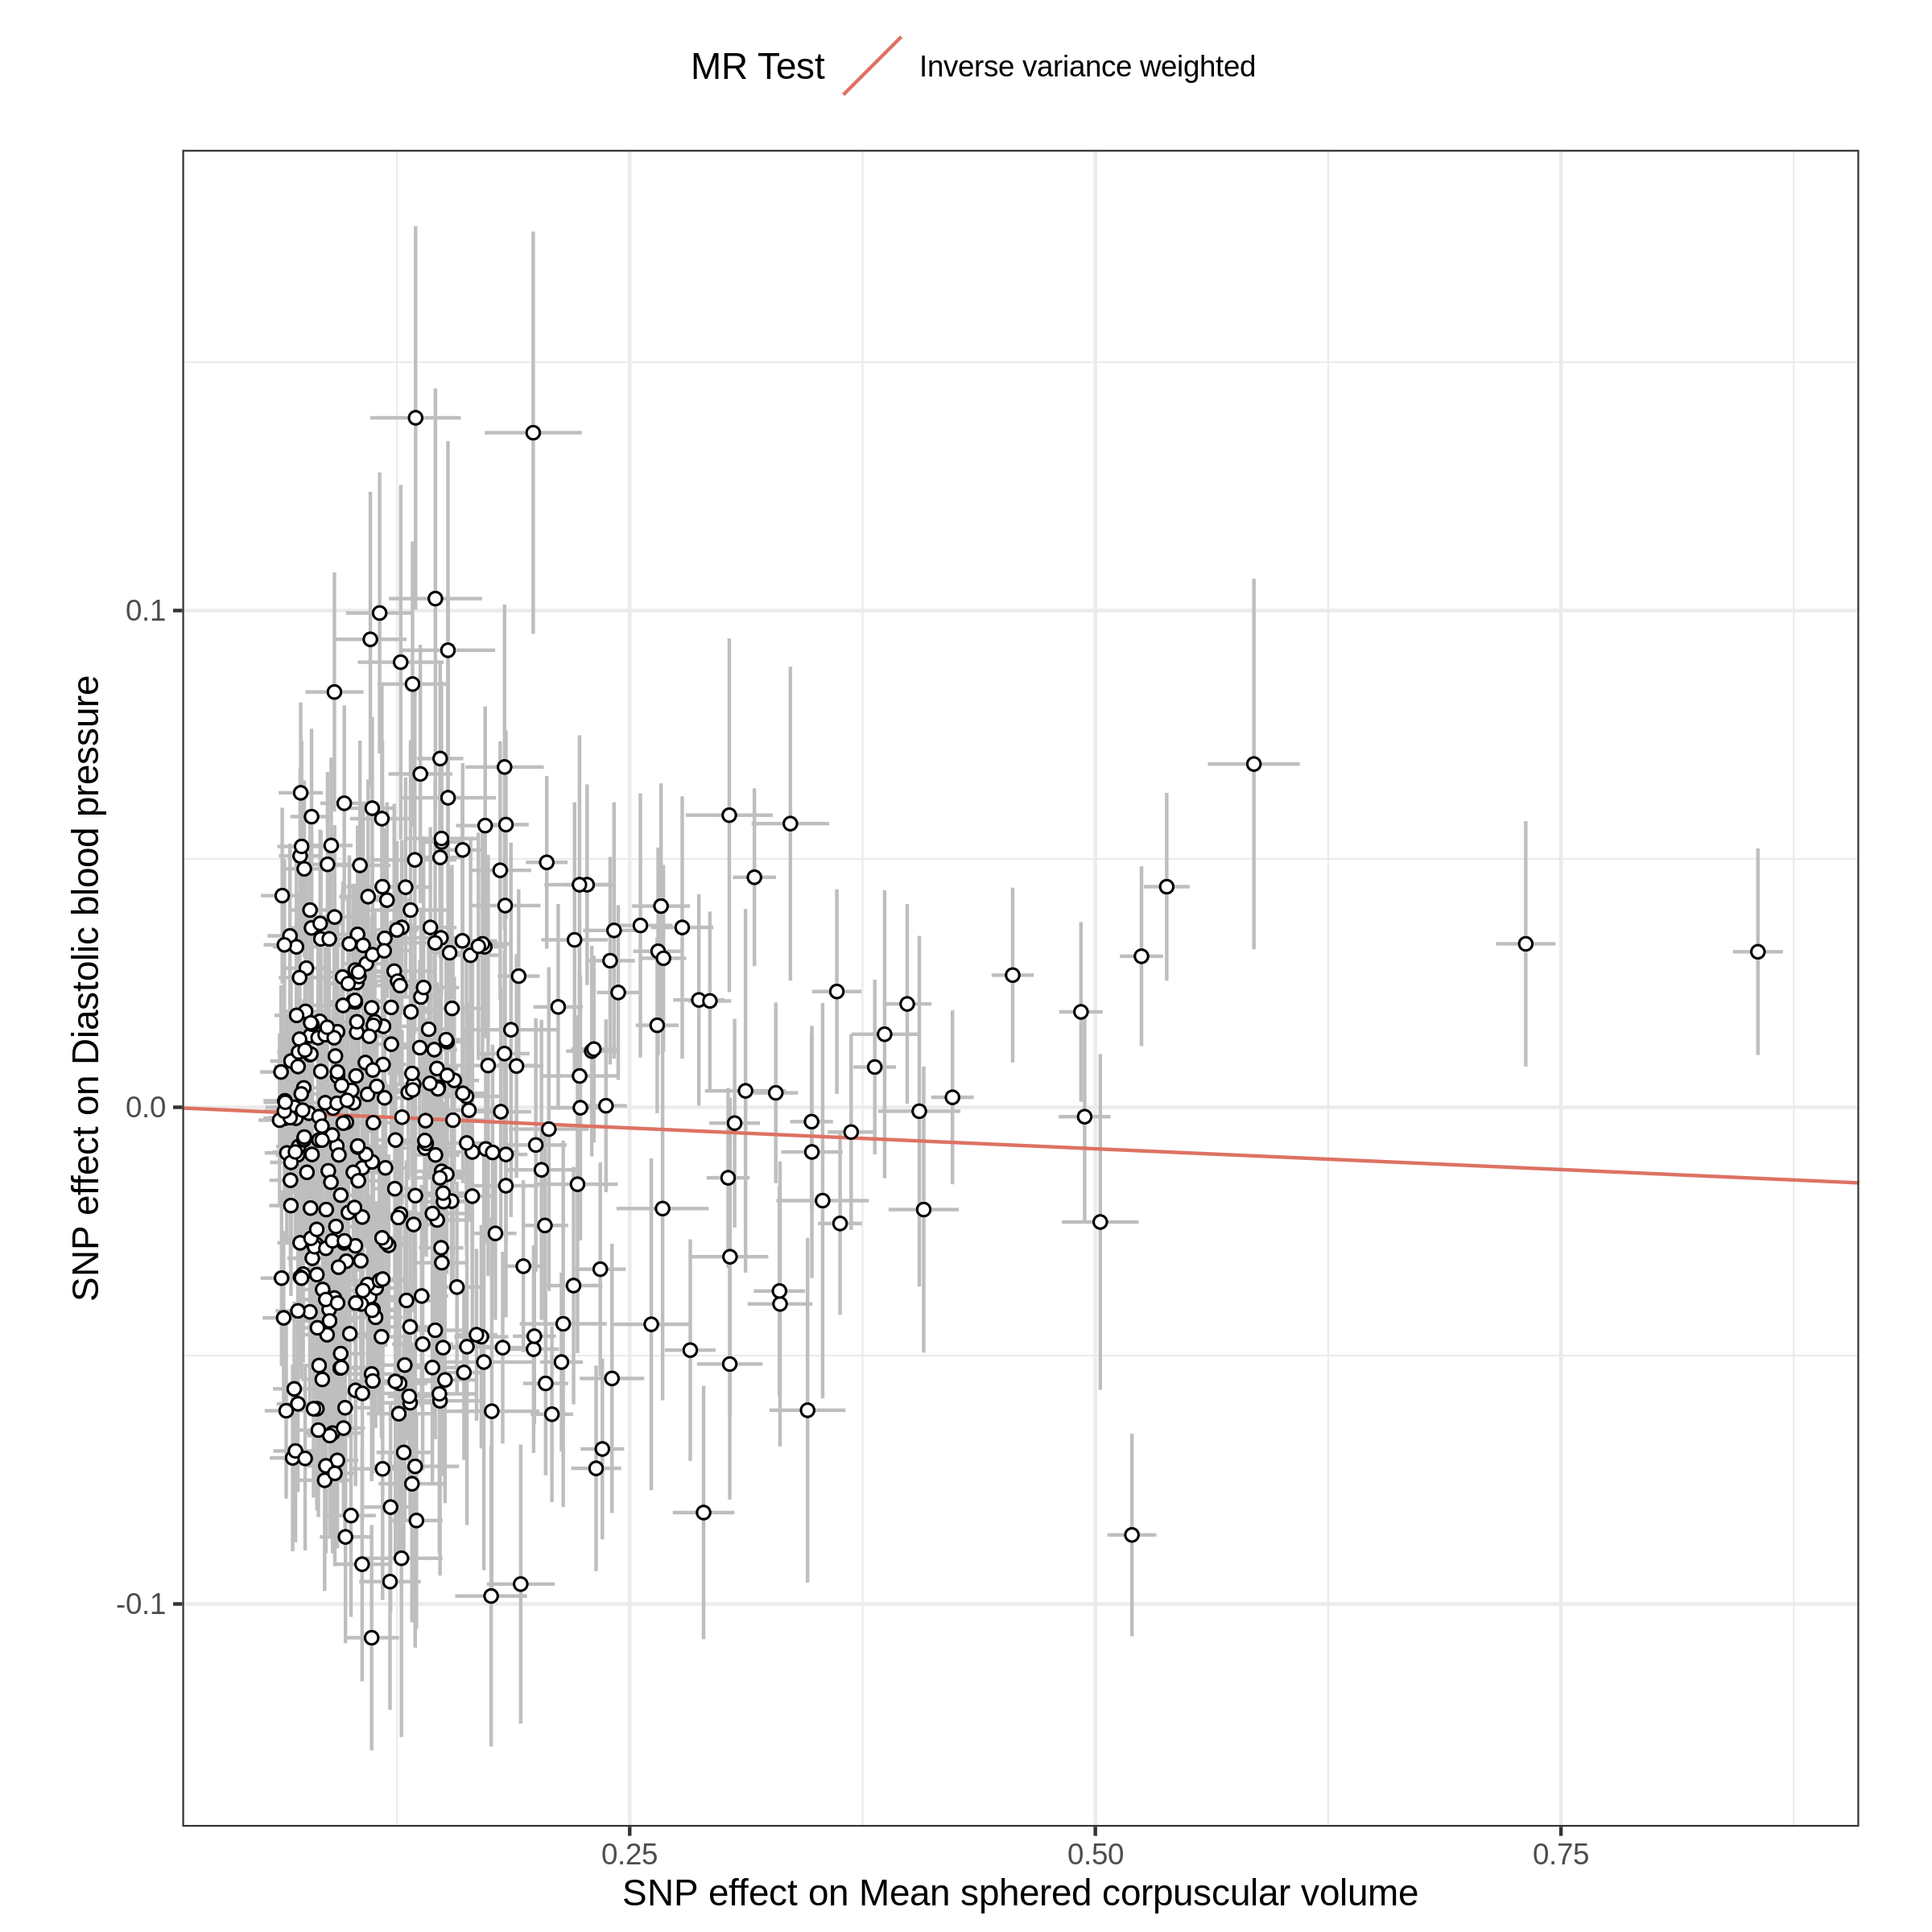 MR Test Inverse variance weighted
SNP effect on Diastolic blood pressure
0.1
0.0
-0.1
0.25 0.50 0.75
SNP effect on Mean sphered corpuscular volume